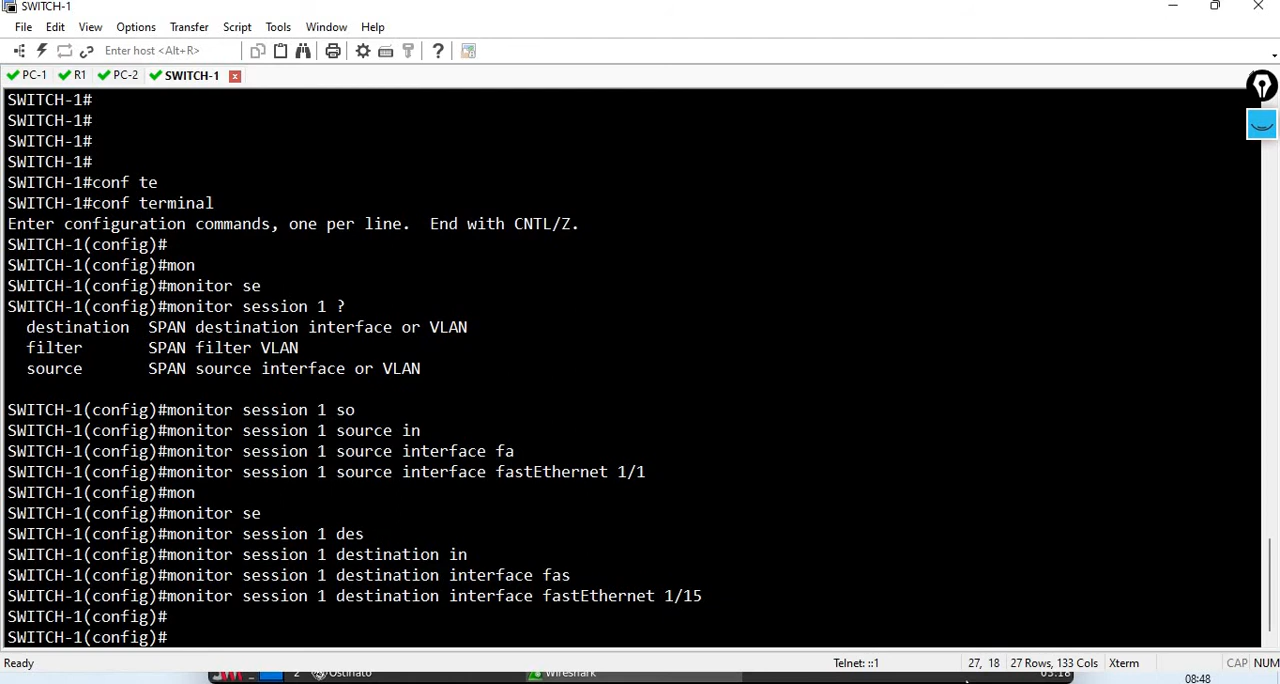 SWITCH-1
File Edit View Options Transfer Script Tools Window Help
Enter host <Alt+R>
PC-1 R1 PC-2 SWITCH-1
SWITCH-1#
SWITCH-1#
SWITCH-1#
SWITCH-1#
SWITCH-1#conf te
SWITCH-1#conf terminal
Enter configuration commands, one per line.  End with CNTL/Z.
SWITCH-1(config)#
SWITCH-1(config)#mon
SWITCH-1(config)#monitor se
SWITCH-1(config)#monitor session 1 ?
  destination  SPAN destination interface or VLAN
  filter       SPAN filter VLAN
  source       SPAN source interface or VLAN
SWITCH-1(config)#monitor session 1 so
SWITCH-1(config)#monitor session 1 source in
SWITCH-1(config)#monitor session 1 source interface fa
SWITCH-1(config)#monitor session 1 source interface fastEthernet 1/1
SWITCH-1(config)#mon
SWITCH-1(config)#monitor se
SWITCH-1(config)#monitor session 1 des
SWITCH-1(config)#monitor session 1 destination in
SWITCH-1(config)#monitor session 1 destination interface fas
SWITCH-1(config)#monitor session 1 destination interface fastEthernet 1/15
SWITCH-1(config)#
SWITCH-1(config)#
Ready Telnet: ::1 27, 18 27 Rows, 133 Cols Xterm CAP NUM
2 Ostinato Wireshark 03:18 08:48